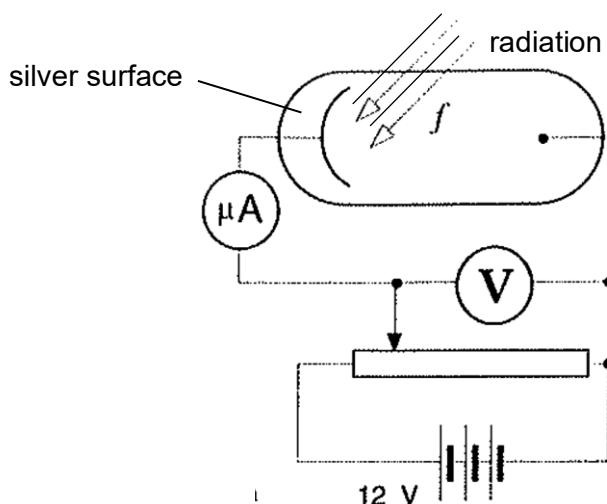 radiation
silver surface
f
μA
V
12 V